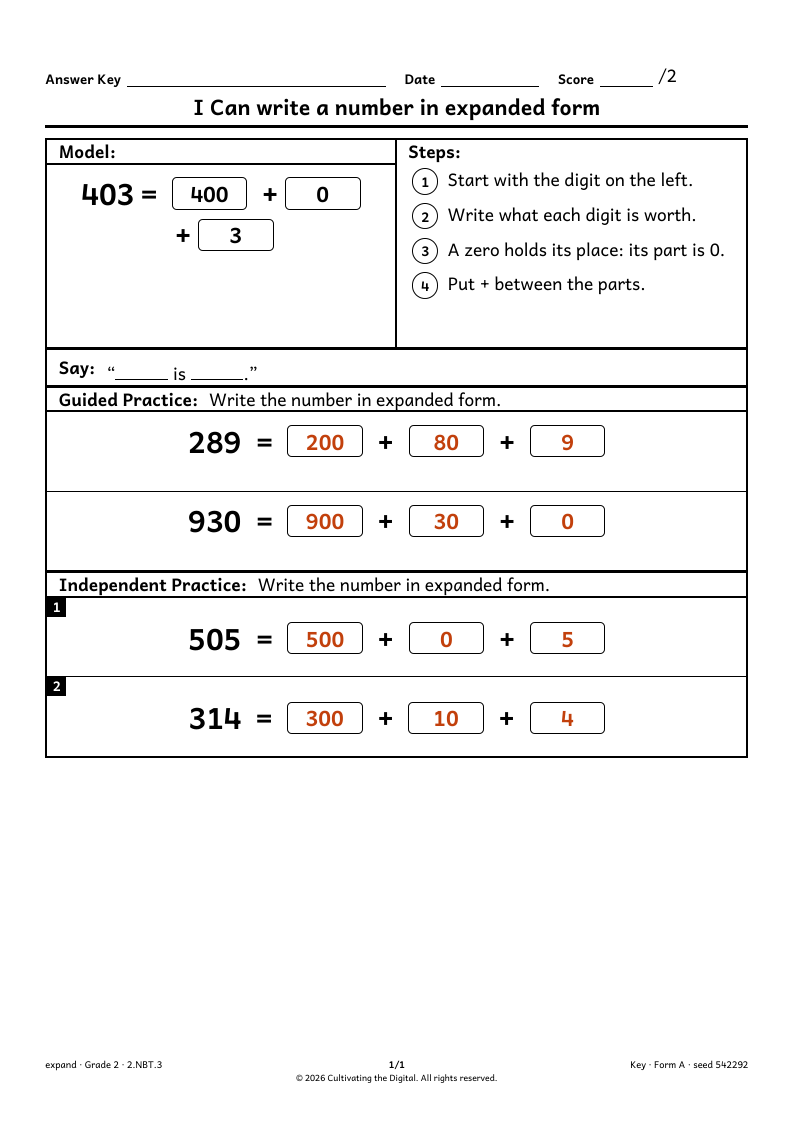 Answer Key ________ Date ________ Score ______ /2
I Can write a number in expanded form
Model:
403 = 400 + 0
+ 3
Steps:
1 Start with the digit on the left.
2 Write what each digit is worth.
3 A zero holds its place: its part is 0.
4 Put + between the parts.
Say: “______ is ______.”
Guided Practice: Write the number in expanded form.
289 = 200 + 80 + 9
930 = 900 + 30 + 0
Independent Practice: Write the number in expanded form.
1
505 = 500 + 0 + 5
2
314 = 300 + 10 + 4
expand · Grade 2 · 2.NBT.3 1/1 Key · Form A · seed 542292
© 2026 Cultivating the Digital. All rights reserved.